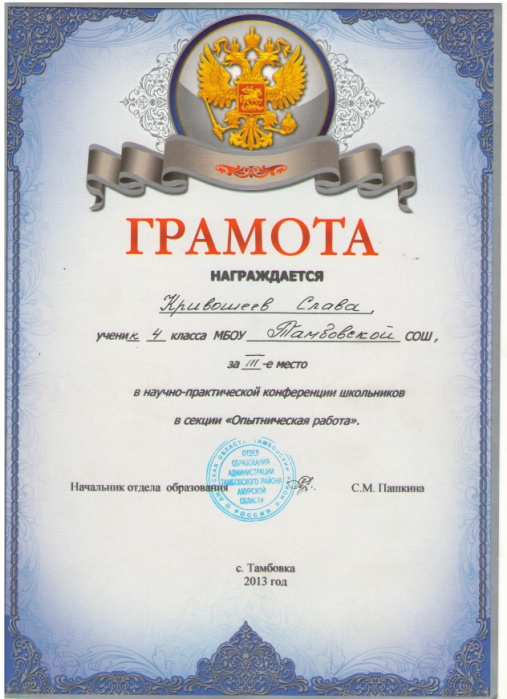 ГРАМОТА
НАГРАЖДАЕТСЯ
Кривошеев Слава,
ученик 4 класса МБОУ Тамбовской СОШ,
за III-е место
в научно-практической конференции школьников
в секции «Опытническая работа».
ОТДЕЛ
ОБРАЗОВАНИЯ
АДМИНИСТРАЦИИ
ТАМБОВСКОГО РАЙОНА
АМУРСКОЙ
ОБЛАСТИ
Начальник отдела образования С.М. Пашкина
с. Тамбовка
2013 год